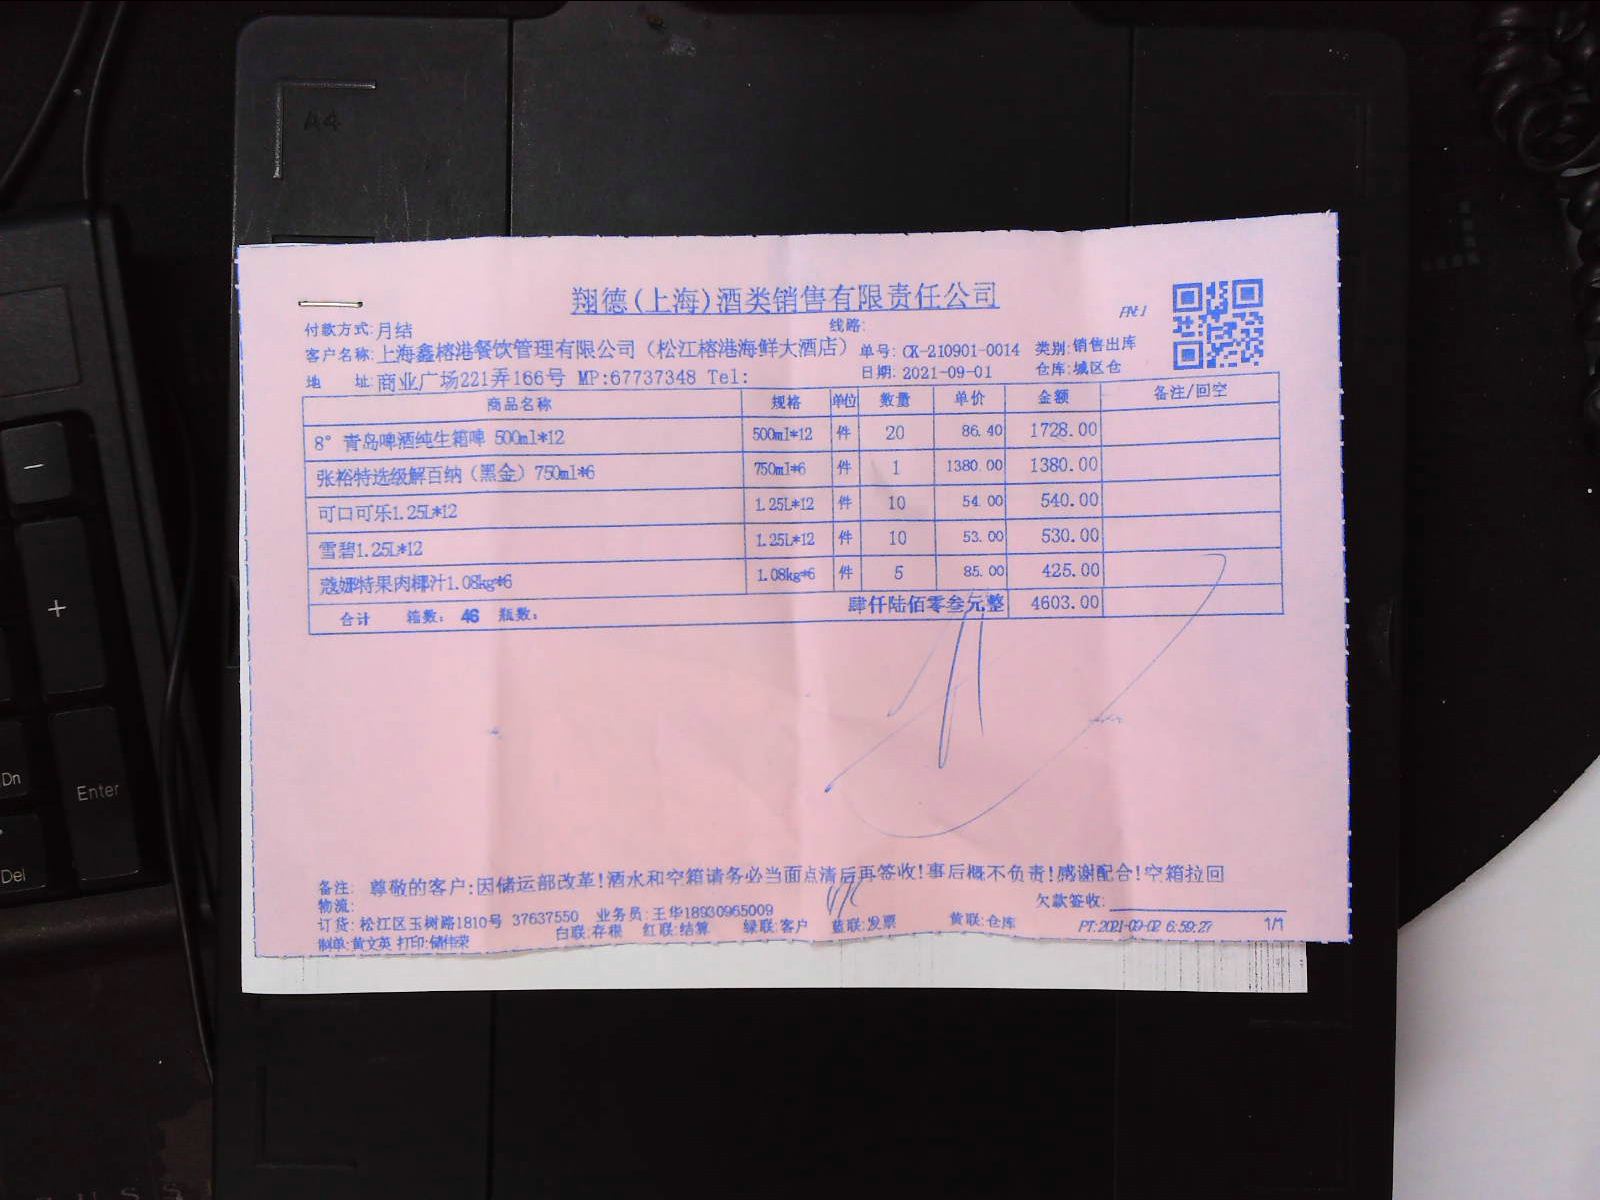 A4
翔德(上海)酒类销售有限责任公司
付款方式:月结 线路:
客户名称:上海鑫榕港餐饮管理有限公司（松江榕港海鲜大酒店） 单号: CK-210901-0014 类别:销售出库
地 址:商业广场221弄166号 MP:67737348 Tel: 日期: 2021-09-01 仓库:城区仓
商品名称 规格 单位 数量 单价 金额 备注/回空
8° 青岛啤酒纯生箱啤 500ml*12 500ml*12 件 20 86.40 1728.00
张裕特选级解百纳（黑金）750ml*6 750ml*6 件 1 1380.00 1380.00
可口可乐1.25L*12 1.25L*12 件 10 54.00 540.00
雪碧1.25L*12 1.25L*12 件 10 53.00 530.00
蔻娜特果肉椰汁1.08kg*6 1.08kg*6 件 5 85.00 425.00
合计 箱数: 46 瓶数: 肆仟陆佰零叁元整 4603.00
备注: 尊敬的客户:因储运部改革!酒水和空箱请务必当面点清后再签收!事后概不负责!感谢配合!空箱拉回
物流: 欠款签收:
订货: 松江区玉树路1810号 37637550 业务员:王华18930965009
白联:存根 红联:结算 绿联:客户 蓝联:发票 黄联:仓库 PT:2021-09-02 6:59:27 1/1
制单:黄文英 打印:储伟荣
-
+
Dn
Enter
Del